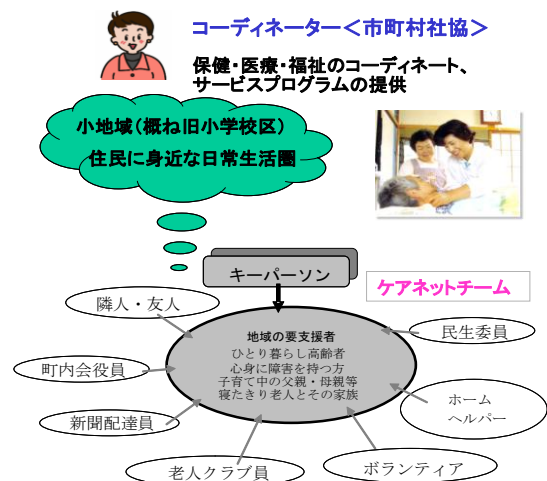 コーディネーター＜市町村社協＞
保健・医療・福祉のコーディネート、
サービスプログラムの提供
小地域（概ね旧小学校区）
住民に身近な日常生活圏
キーパーソン
ケアネットチーム
隣人・友人
民生委員
町内会役員
地域の要支援者
ひとり暮らし高齢者
心身に障害を持つ方
子育て中の父親・母親等
寝たきり老人とその家族
ホーム
ヘルパー
新聞配達員
老人クラブ員
ボランティア